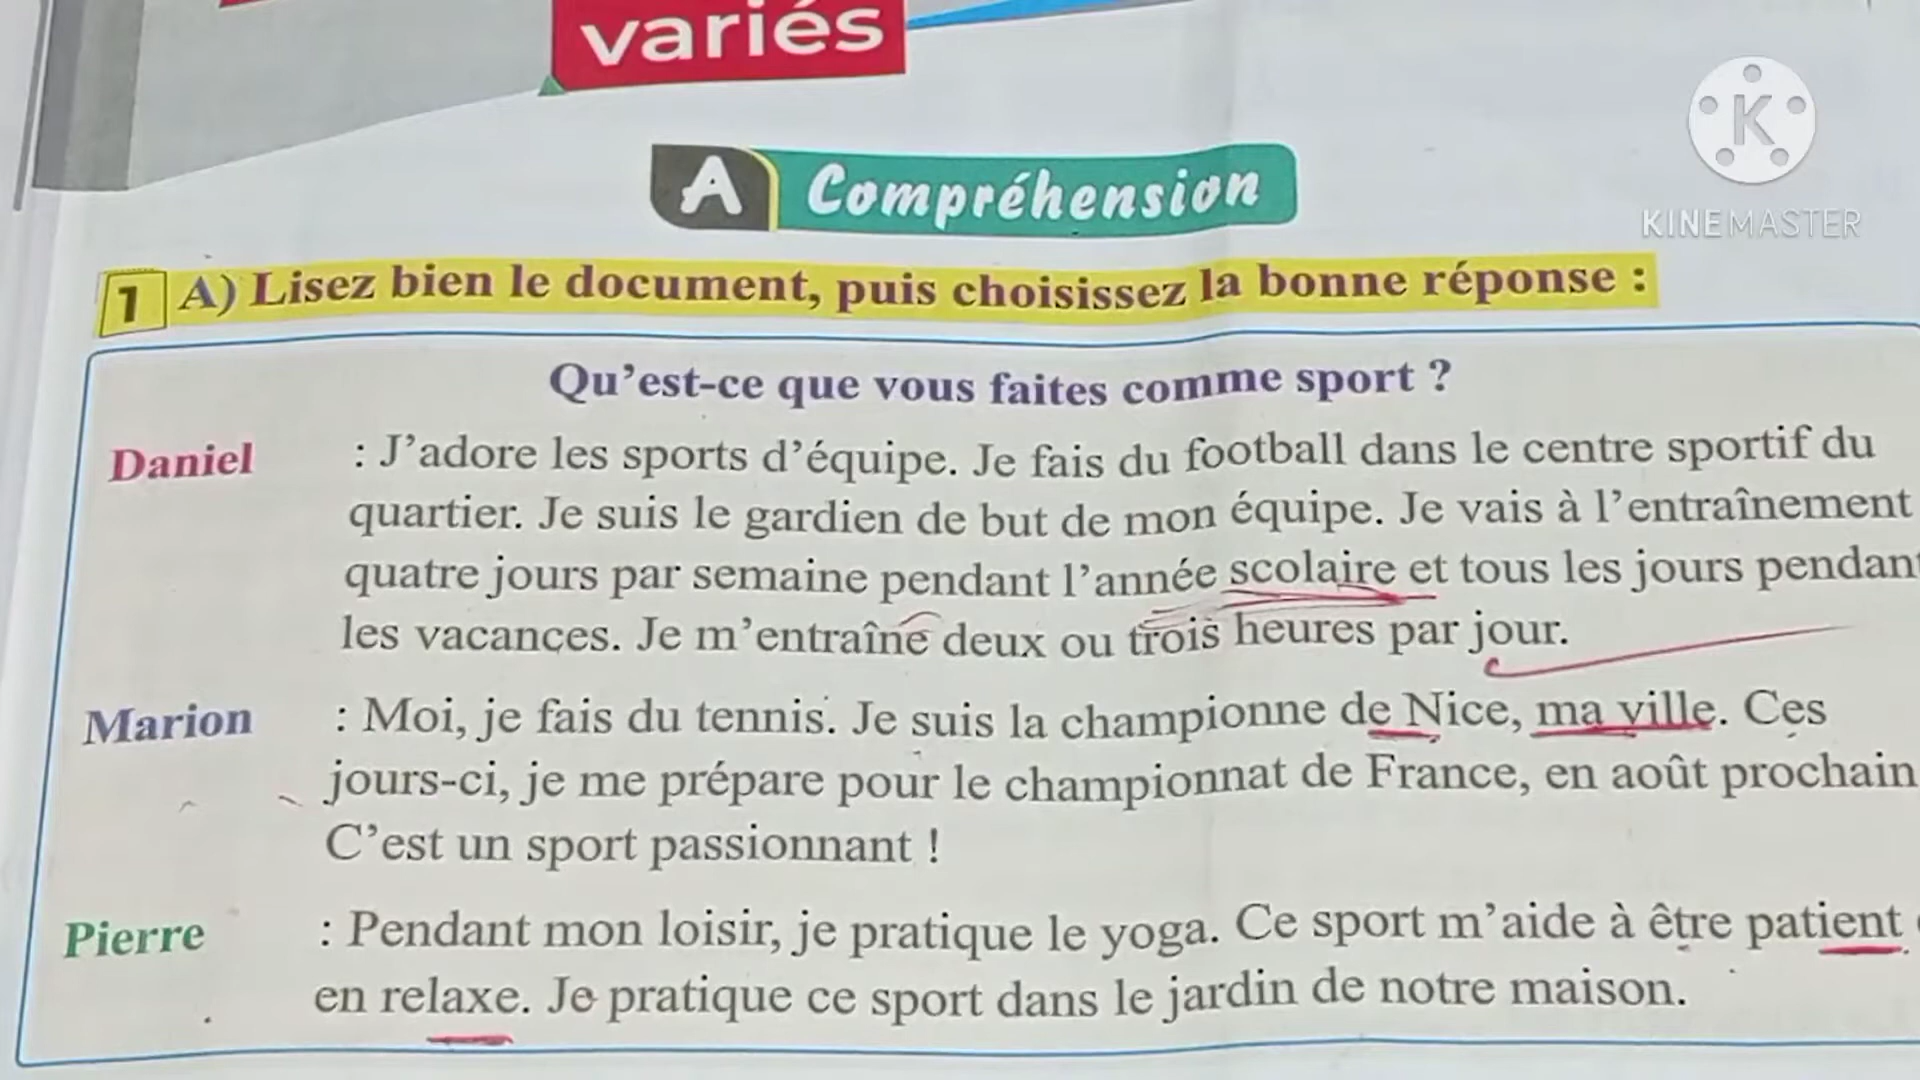 variés
A Compréhension
KINEMASTER
1 A) Lisez bien le document, puis choisissez la bonne réponse :
Qu’est-ce que vous faites comme sport ?
Daniel : J’adore les sports d’équipe. Je fais du football dans le centre sportif du
quartier. Je suis le gardien de but de mon équipe. Je vais à l’entraînement
quatre jours par semaine pendant l’année scolaire et tous les jours pendant
les vacances. Je m’entraîne deux ou trois heures par jour.
Marion : Moi, je fais du tennis. Je suis la championne de Nice, ma ville. Ces
jours-ci, je me prépare pour le championnat de France, en août prochain
C’est un sport passionnant !
Pierre : Pendant mon loisir, je pratique le yoga. Ce sport m’aide à être patient
en relaxe. Je pratique ce sport dans le jardin de notre maison.